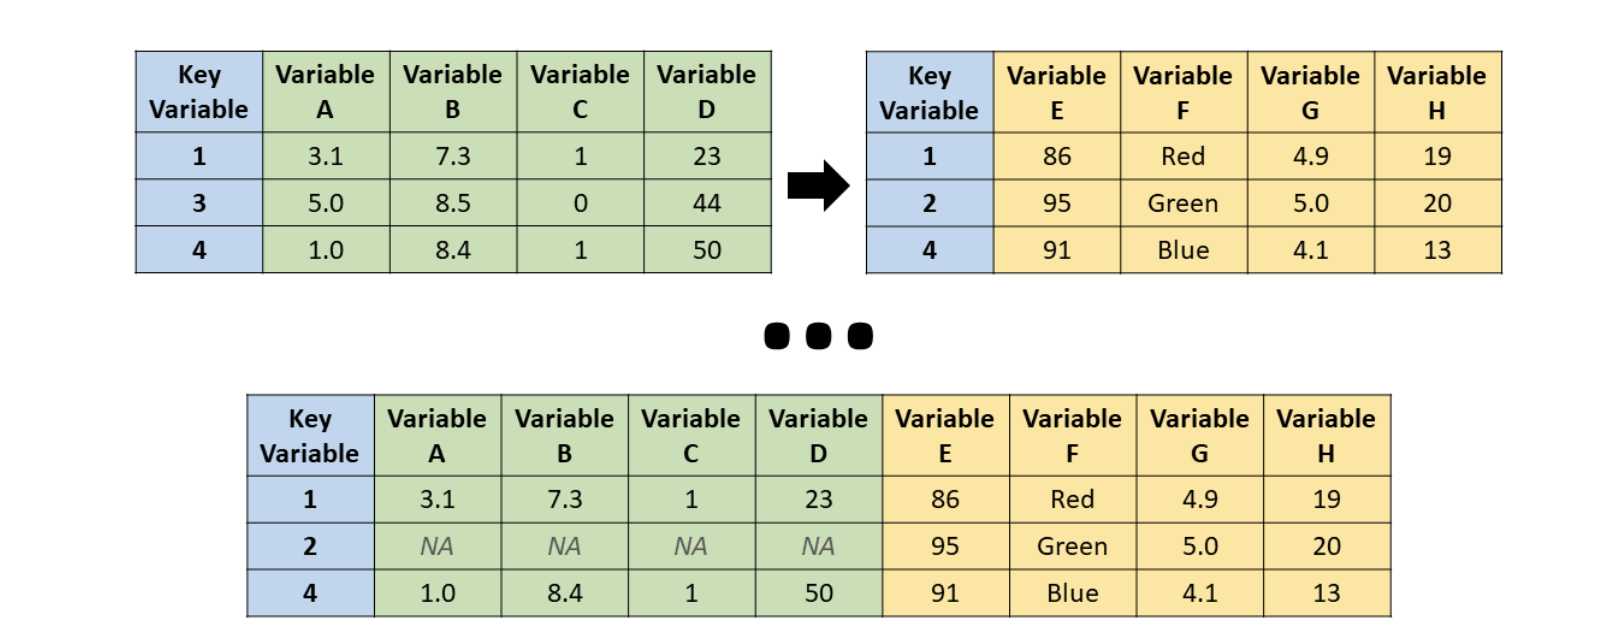 Key Variable Variable Variable Variable
Variable A B C D
1 3.1 7.3 1 23
3 5.0 8.5 0 44
4 1.0 8.4 1 50
Key Variable Variable Variable Variable
Variable E F G H
1 86 Red 4.9 19
2 95 Green 5.0 20
4 91 Blue 4.1 13
Key Variable Variable Variable Variable Variable Variable Variable Variable
Variable A B C D E F G H
1 3.1 7.3 1 23 86 Red 4.9 19
2 NA NA NA NA 95 Green 5.0 20
4 1.0 8.4 1 50 91 Blue 4.1 13